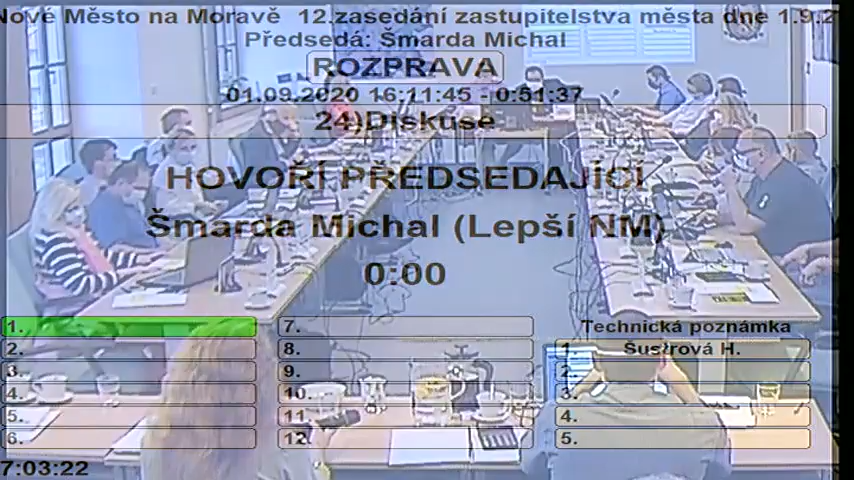 Nové Město na Moravě 12.zasedání zastupitelstva města dne 1.9.2
Předsedá: Šmarda Michal
ROZPRAVA
01.09.2020 16:11:45 - 0:51:37
24)Diskuse
HOVOŘÍ PŘEDSEDAJÍCÍ
Šmarda Michal (Lepší NM)
0:00
1. 7. Technická poznámka
2. 8. 1. Šustrová H.
3. 9. 2.
4. 10. 3.
5. 11. 4.
6. 12. 5.
7:03:22